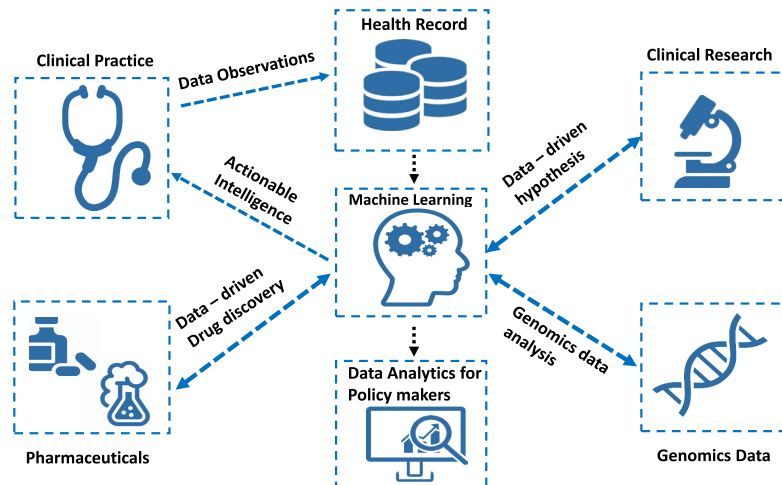 Health Record
Clinical Practice
Clinical Research
Data Observations
Data – driven
hypothesis
Actionable
Intelligence
Machine Learning
Data – driven
Drug discovery
Genomics data
analysis
Data Analytics for
Policy makers
Pharmaceuticals
Genomics Data